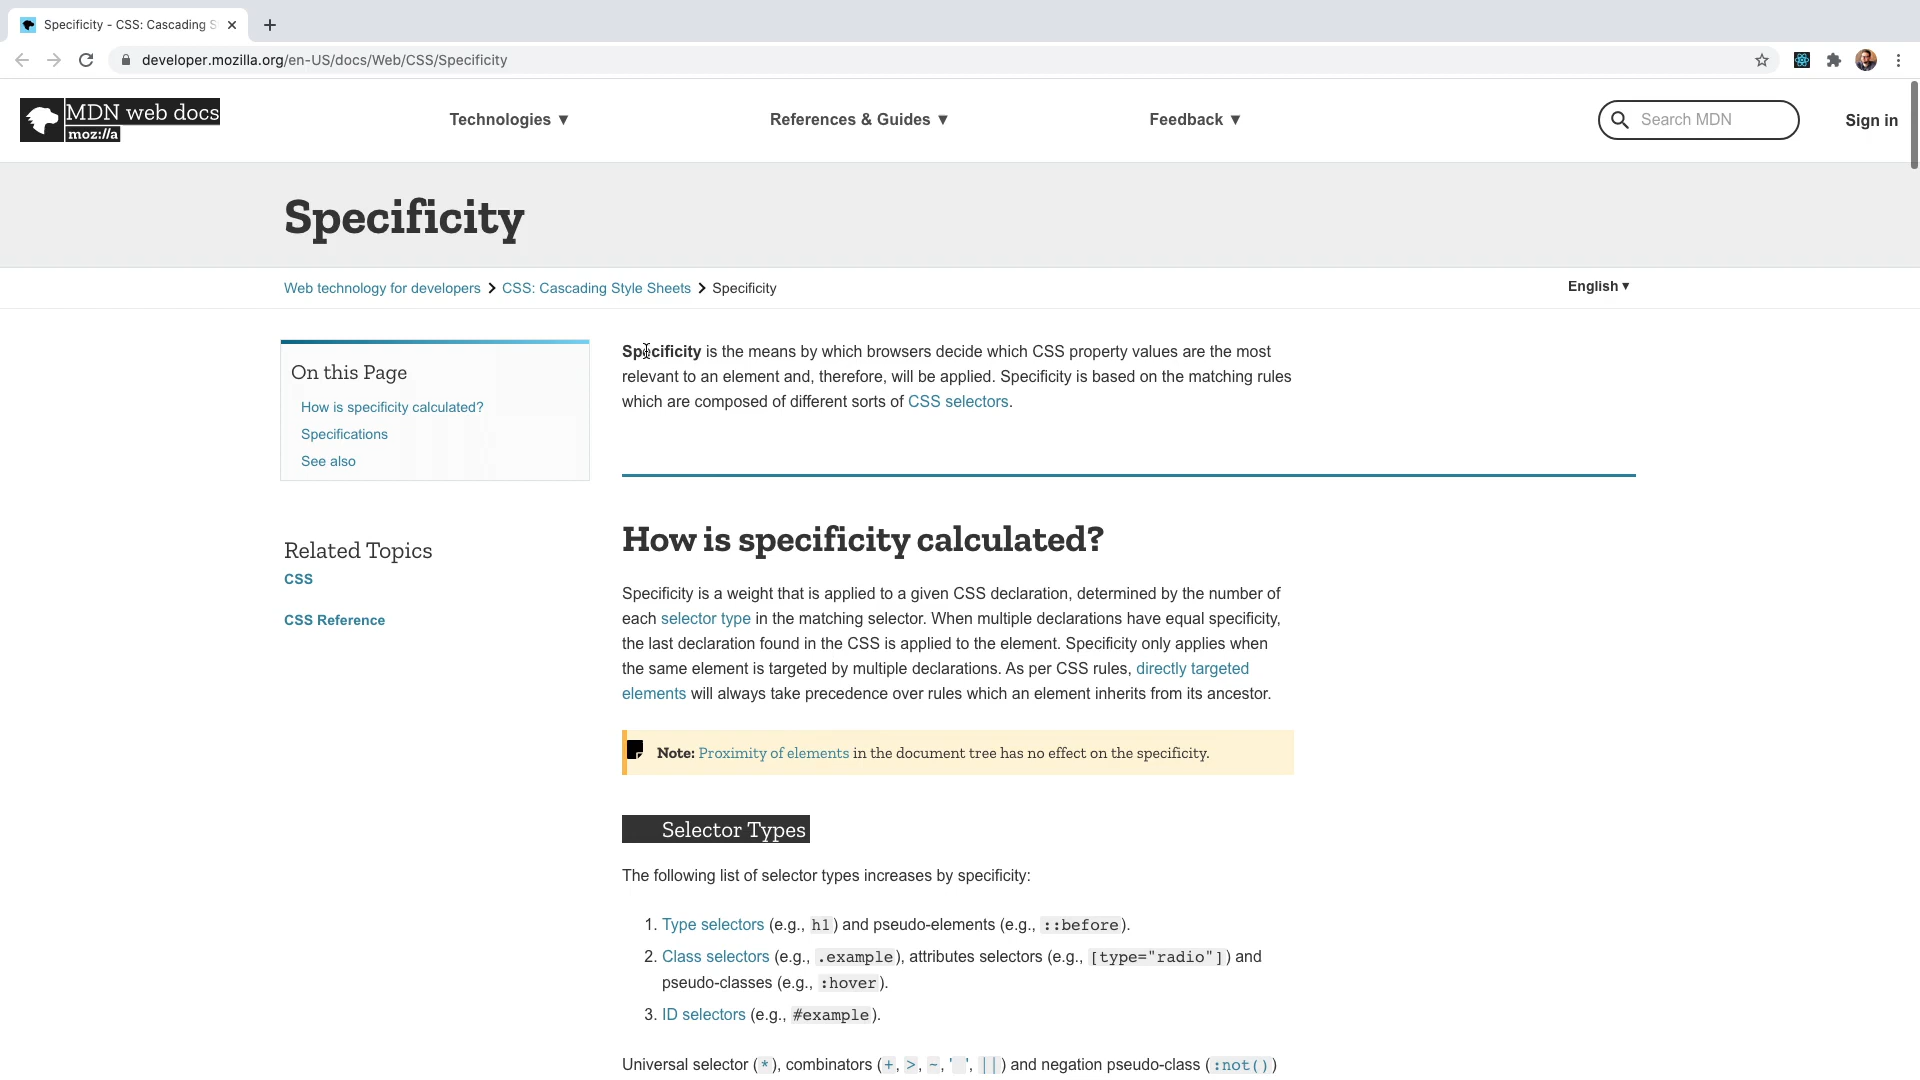 Specificity - CSS: Cascading S
developer.mozilla.org/en-US/docs/Web/CSS/Specificity
MDN web docs
moz://a
Technologies ▼
References & Guides ▼
Feedback ▼
Search MDN
Sign in
Specificity
Web technology for developers > CSS: Cascading Style Sheets > Specificity
English ▼
On this Page
How is specificity calculated?
Specifications
See also
Related Topics
CSS
CSS Reference
Specificity is the means by which browsers decide which CSS property values are the most
relevant to an element and, therefore, will be applied. Specificity is based on the matching rules
which are composed of different sorts of CSS selectors.
How is specificity calculated?
Specificity is a weight that is applied to a given CSS declaration, determined by the number of
each selector type in the matching selector. When multiple declarations have equal specificity,
the last declaration found in the CSS is applied to the element. Specificity only applies when
the same element is targeted by multiple declarations. As per CSS rules, directly targeted
elements will always take precedence over rules which an element inherits from its ancestor.
Note: Proximity of elements in the document tree has no effect on the specificity.
Selector Types
The following list of selector types increases by specificity:
1. Type selectors (e.g., h1) and pseudo-elements (e.g., ::before).
2. Class selectors (e.g., .example), attributes selectors (e.g., [type="radio"]) and
pseudo-classes (e.g., :hover).
3. ID selectors (e.g., #example).
Universal selector (*), combinators (+, >, ~, ' ', ||) and negation pseudo-class (:not())